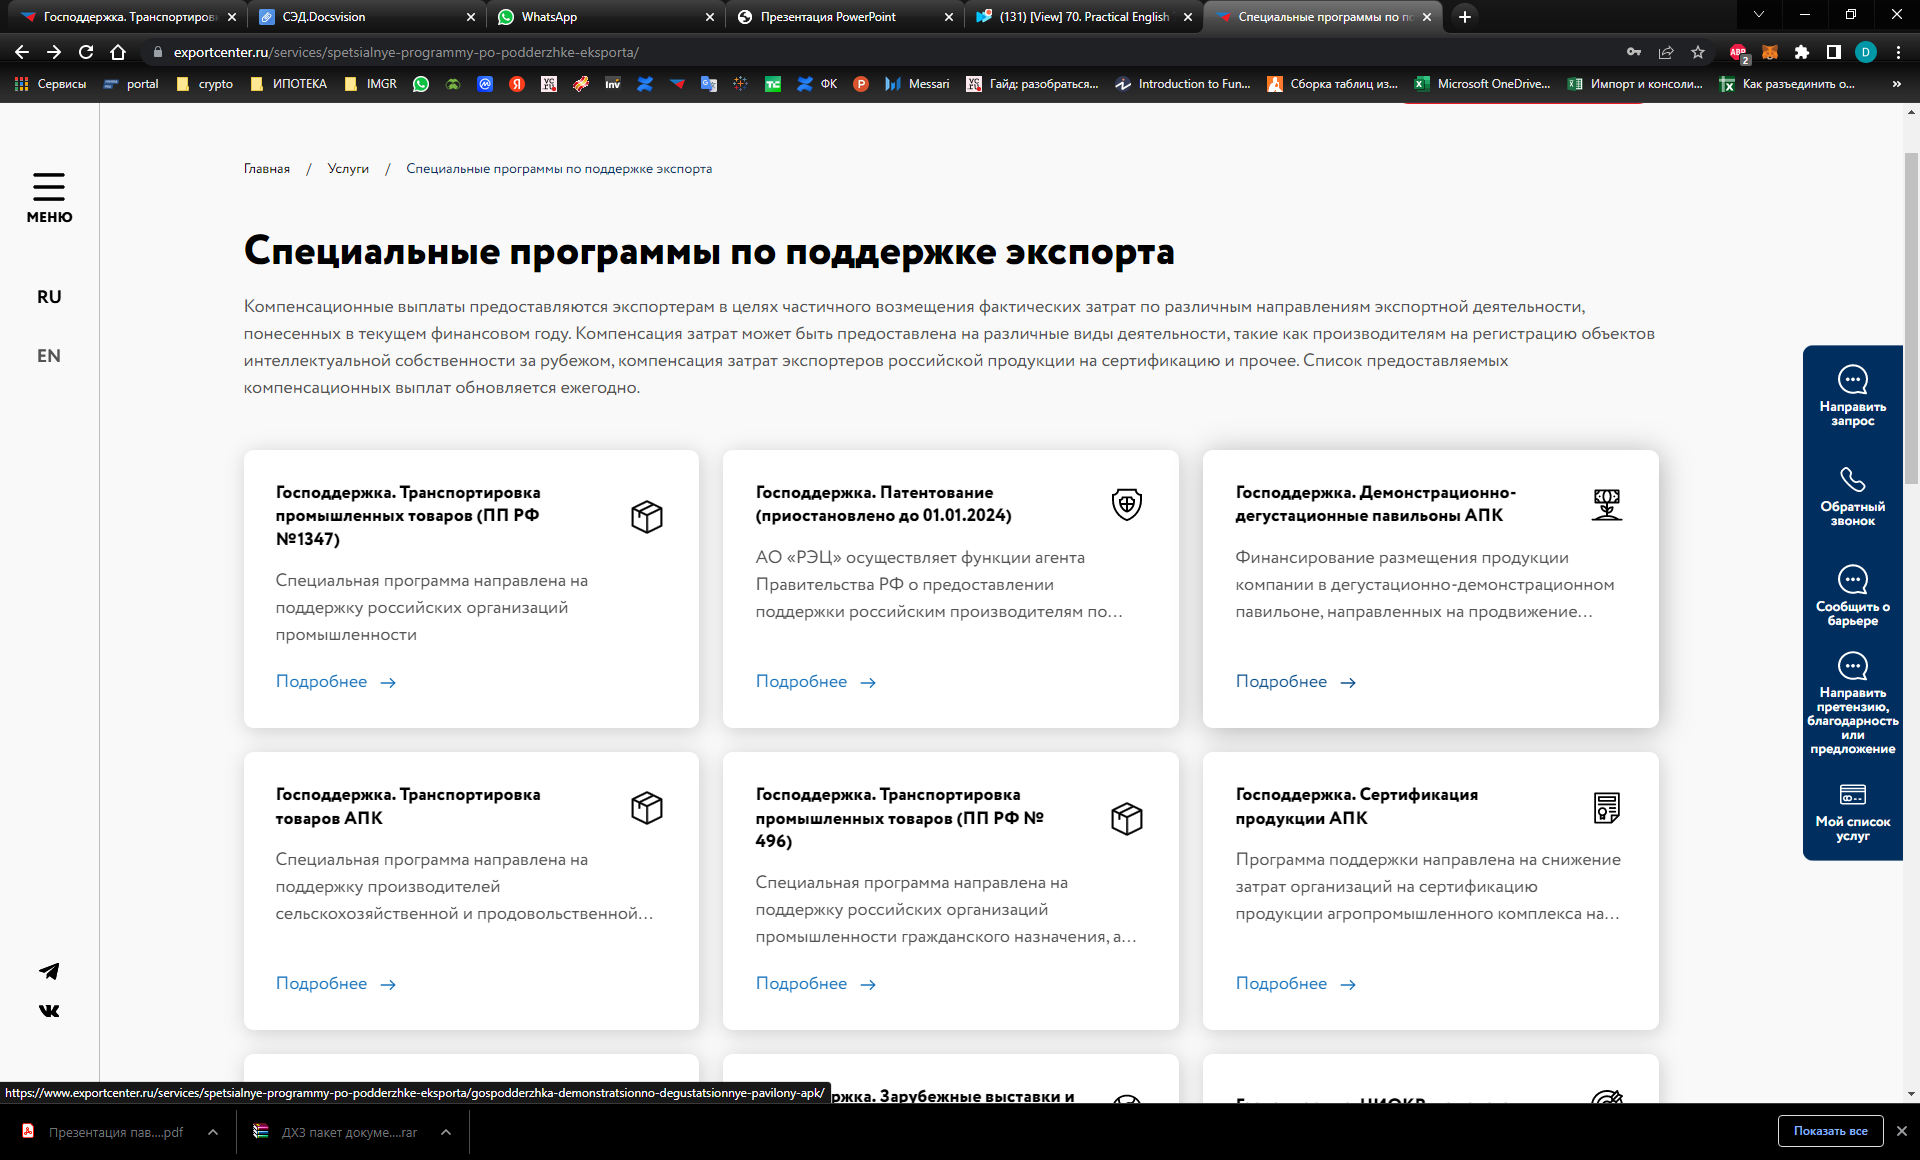 Господдержка. Транспортировк
СЭД.Docsvision
WhatsApp
Презентация PowerPoint
(131) [View] 70. Practical English
Специальные программы по по
exportcenter.ru/services/spetsialnye-programmy-po-podderzhke-eksporta/
ABP
2
D
Сервисы
portal
crypto
ИПОТЕКА
IMGR
Inv
TC
ФК
Messari
Гайд: разобраться...
Introduction to Fun...
Сборка таблиц из...
Microsoft OneDrive...
Импорт и консоли...
Как разъединить о...
»
МЕНЮ
RU
EN
Главная / Услуги / Специальные программы по поддержке экспорта
Специальные программы по поддержке экспорта
Компенсационные выплаты предоставляются экспортерам в целях частичного возмещения фактических затрат по различным направлениям экспортной деятельности,
понесенных в текущем финансовом году. Компенсация затрат может быть предоставлена на различные виды деятельности, такие как производителям на регистрацию объектов
интеллектуальной собственности за рубежом, компенсация затрат экспортеров российской продукции на сертификацию и прочее. Список предоставляемых
компенсационных выплат обновляется ежегодно.
Господдержка. Транспортировка
промышленных товаров (ПП РФ
№1347)
Специальная программа направлена на
поддержку российских организаций
промышленности
Подробнее →
Господдержка. Патентование
(приостановлено до 01.01.2024)
АО «РЭЦ» осуществляет функции агента
Правительства РФ о предоставлении
поддержки российским производителям по...
Подробнее →
Господдержка. Демонстрационно-
дегустационные павильоны АПК
Финансирование размещения продукции
компании в дегустационно-демонстрационном
павильоне, направленных на продвижение...
Подробнее →
Господдержка. Транспортировка
товаров АПК
Специальная программа направлена на
поддержку производителей
сельскохозяйственной и продовольственной...
Подробнее →
Господдержка. Транспортировка
промышленных товаров (ПП РФ №
496)
Специальная программа направлена на
поддержку российских организаций
промышленности гражданского назначения, а...
Подробнее →
Господдержка. Сертификация
продукции АПК
Программа поддержки направлена на снижение
затрат организаций на сертификацию
продукции агропромышленного комплекса на...
Подробнее →
ржка. Зарубежные выставки и
Направить
запрос
Обратный
звонок
Сообщить о
барьере
Направить
претензию,
благодарность
или
предложение
Мой список
услуг
https://www.exportcenter.ru/services/spetsialnye-programmy-po-podderzhke-eksporta/gospodderzhka-demonstratsionno-degustatsionnye-pavilony-apk/
Презентация пав....pdf
ДХЗ пакет докуме....rar
Показать все